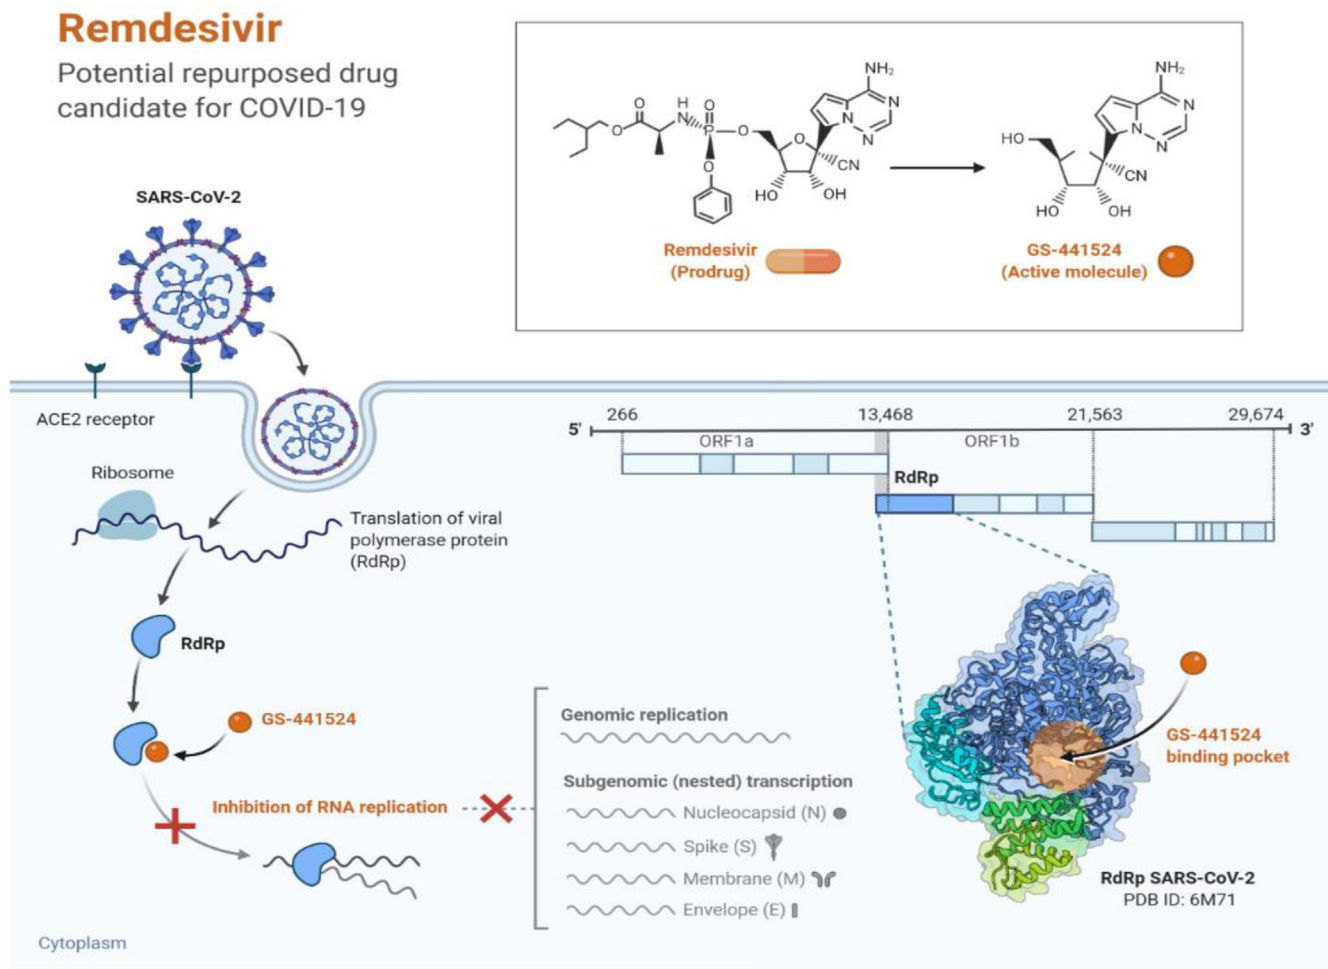 Remdesivir
Potential repurposed drug
candidate for COVID-19
SARS-CoV-2
ACE2 receptor
Ribosome
Translation of viral
polymerase protein
(RdRp)
RdRp
GS-441524
Inhibition of RNA replication
Cytoplasm
O
O
H
N
P
O
O
O
O
NH₂
N
N
N
CN
HO
OH
Remdesivir
(Prodrug)
NH₂
N
N
N
HO
CN
HO
OH
GS-441524
(Active molecule)
266
13,468
21,563
29,674
5'
3'
ORF1a
ORF1b
RdRp
Genomic replication
Subgenomic (nested) transcription
Nucleocapsid (N)
Spike (S)
Membrane (M)
Envelope (E)
GS-441524
binding pocket
RdRp SARS-CoV-2
PDB ID: 6M71